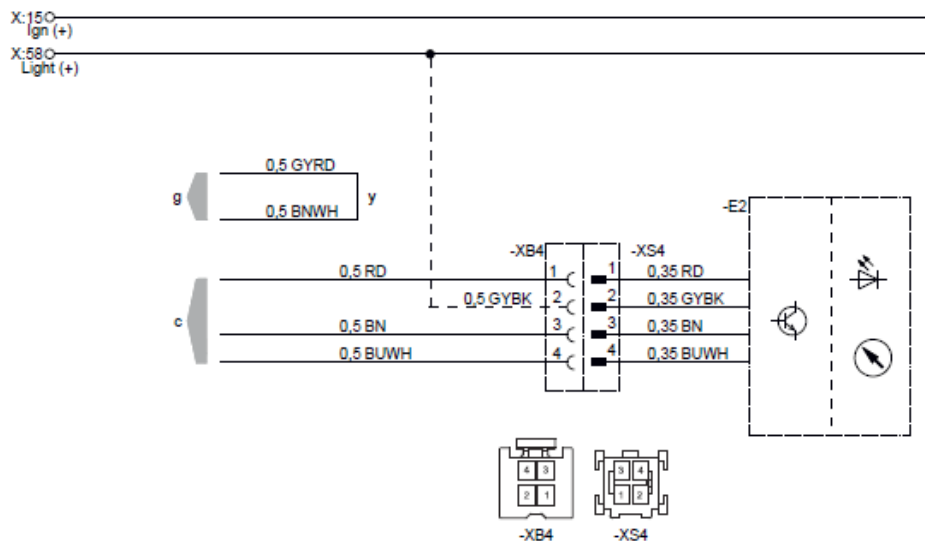 X:15
Ign (+)
X:58
Light (+)
0,5 GYRD
g
y
0,5 BNWH
-E2
-XB4
-XS4
0,5 RD
1
1
0,35 RD
0,5 GYBK
2
2
0,35 GYBK
c
0,5 BN
3
3
0,35 BN
0,5 BUWH
4
4
0,35 BUWH
4 3
3 4
2 1
1 2
-XB4
-XS4